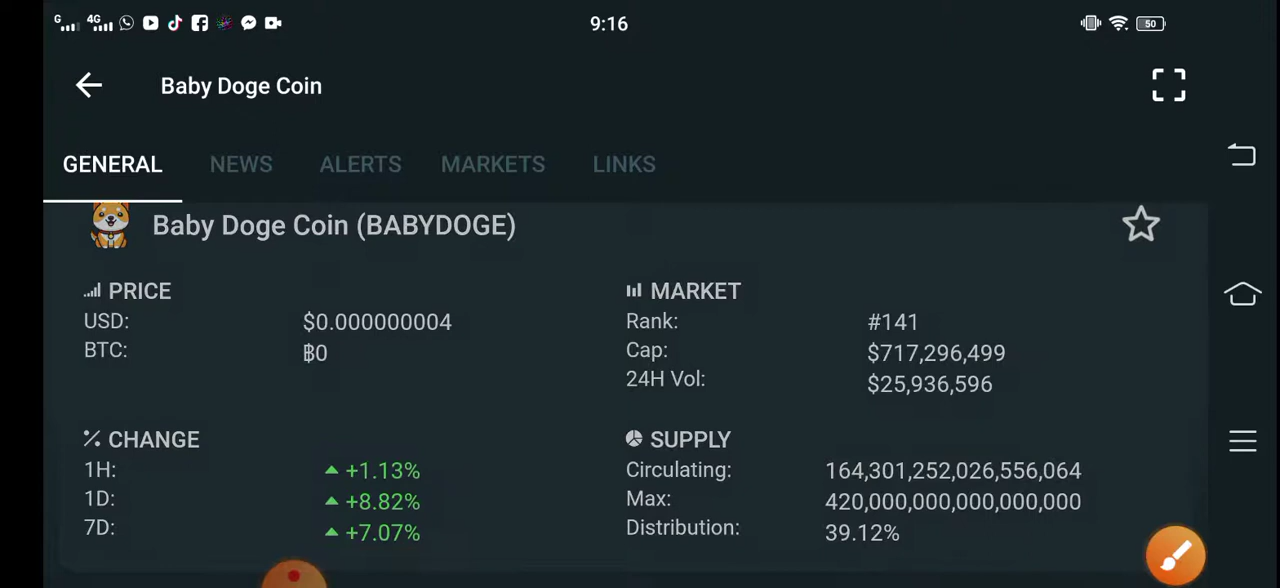 G 4G 9:16 50
Baby Doge Coin
GENERAL NEWS ALERTS MARKETS LINKS
Baby Doge Coin (BABYDOGE)
PRICE
USD: $0.000000004
BTC: ฿0
MARKET
Rank: #141
Cap: $717,296,499
24H Vol: $25,936,596
CHANGE
1H: +1.13%
1D: +8.82%
7D: +7.07%
SUPPLY
Circulating: 164,301,252,026,556,064
Max: 420,000,000,000,000,000
Distribution: 39.12%